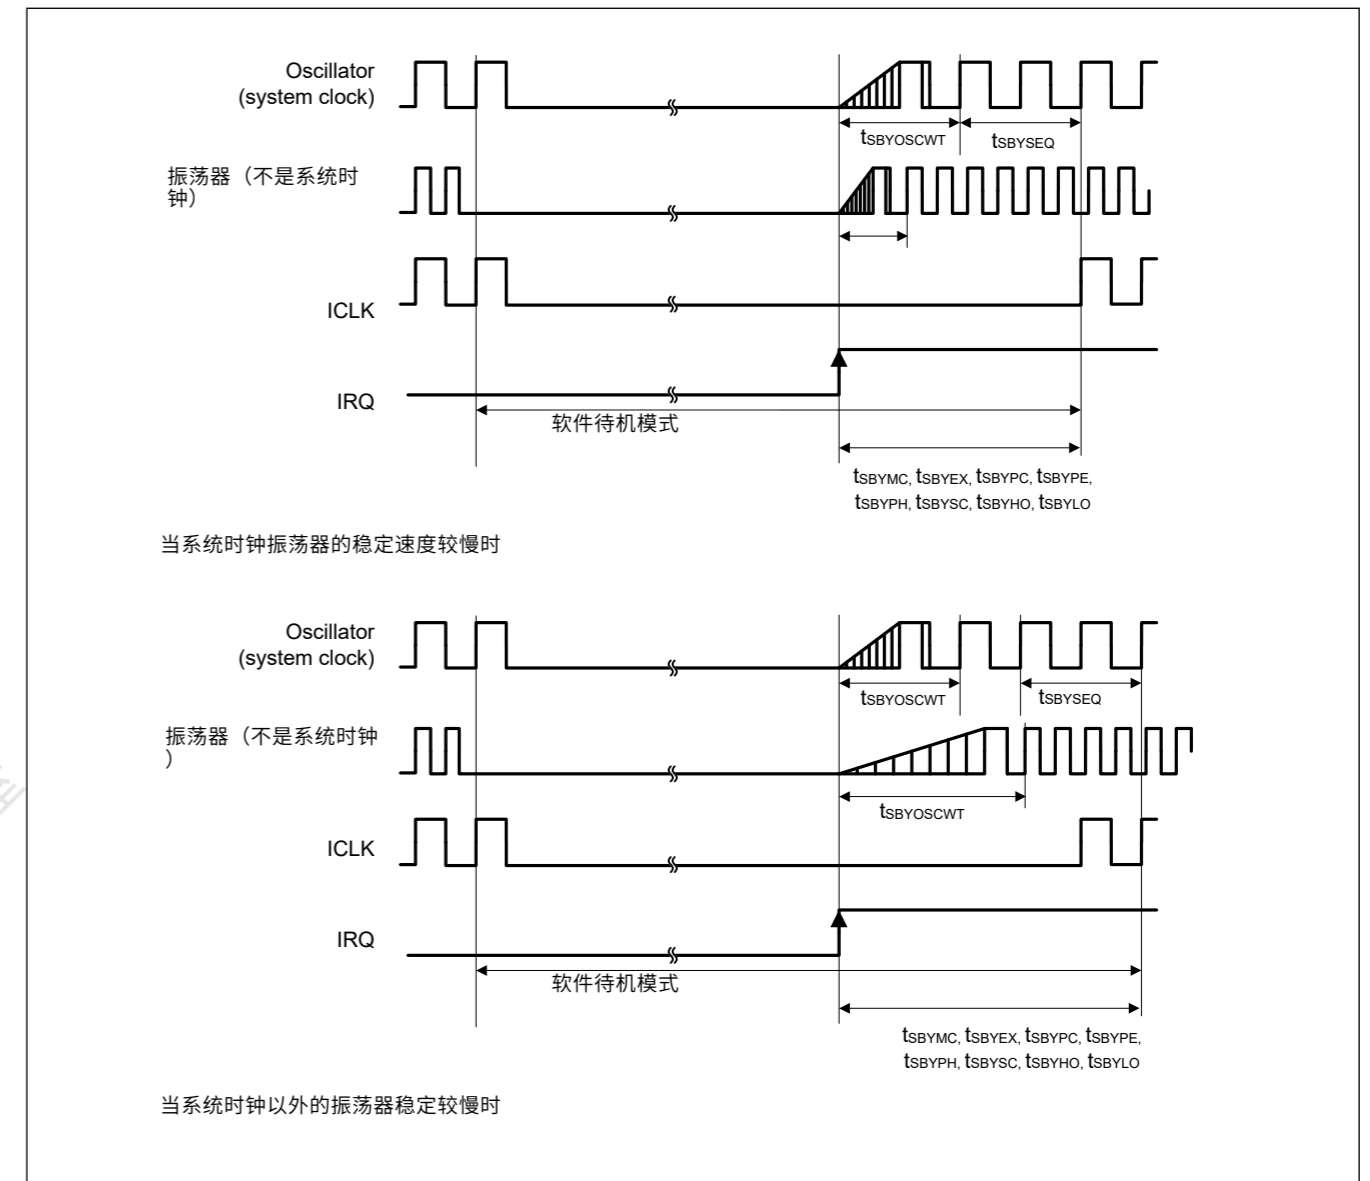 Oscillator
(system clock)
tSBYOSCWT
tSBYSEQ
振荡器（不是系统时
钟）
ICLK
IRQ
软件待机模式
tSBYMC, tSBYEX, tSBYPC, tSBYPE,
tSBYPH, tSBYSC, tSBYHO, tSBYLO
当系统时钟振荡器的稳定速度较慢时
Oscillator
(system clock)
tSBYOSCWT
tSBYSEQ
振荡器（不是系统时钟
）
tSBYOSCWT
ICLK
IRQ
软件待机模式
tSBYMC, tSBYEX, tSBYPC, tSBYPE,
tSBYPH, tSBYSC, tSBYHO, tSBYLO
当系统时钟以外的振荡器稳定较慢时